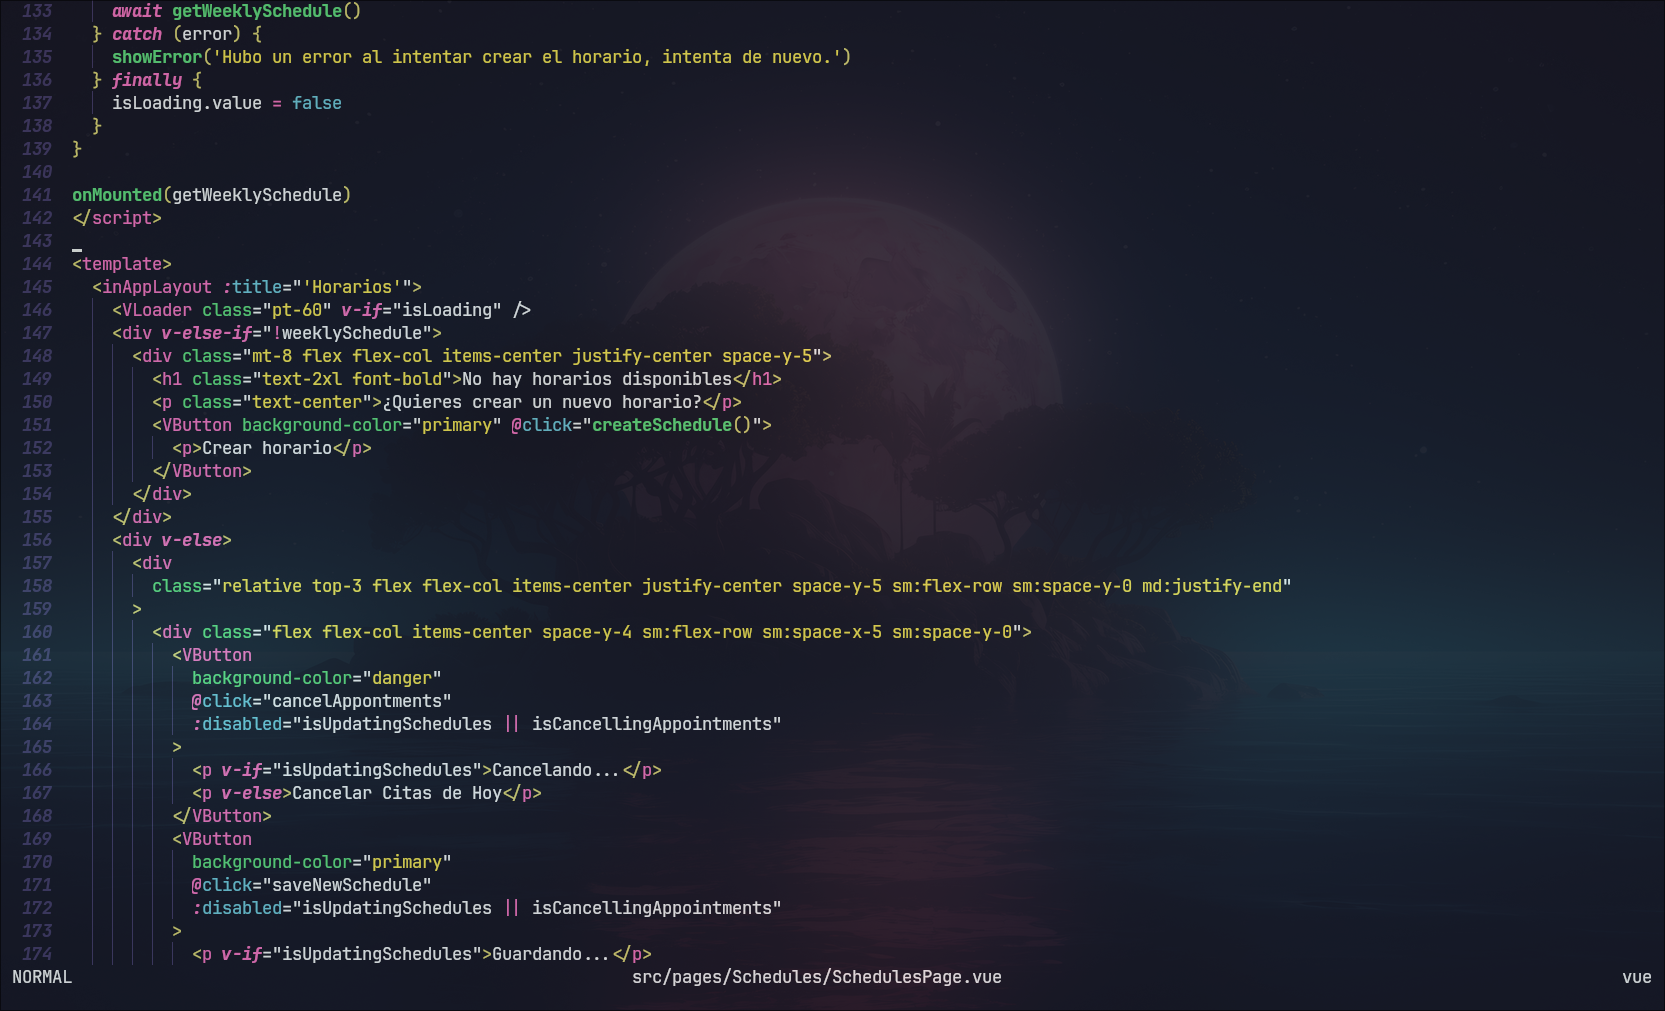 133       await getWeeklySchedule()
134     } catch (error) {
135       showError('Hubo un error al intentar crear el horario, intenta de nuevo.')
136     } finally {
137       isLoading.value = false
138     }
139   }
140
141   onMounted(getWeeklySchedule)
142   </script>
143
144   <template>
145     <inAppLayout :title="'Horarios'">
146       <VLoader class="pt-60" v-if="isLoading" />
147       <div v-else-if="!weeklySchedule">
148         <div class="mt-8 flex flex-col items-center justify-center space-y-5">
149           <h1 class="text-2xl font-bold">No hay horarios disponibles</h1>
150           <p class="text-center">¿Quieres crear un nuevo horario?</p>
151           <VButton background-color="primary" @click="createSchedule()">
152             <p>Crear horario</p>
153           </VButton>
154         </div>
155       </div>
156       <div v-else>
157         <div
158           class="relative top-3 flex flex-col items-center justify-center space-y-5 sm:flex-row sm:space-y-0 md:justify-end"
159         >
160           <div class="flex flex-col items-center space-y-4 sm:flex-row sm:space-x-5 sm:space-y-0">
161             <VButton
162               background-color="danger"
163               @click="cancelAppontments"
164               :disabled="isUpdatingSchedules || isCancellingAppointments"
165             >
166               <p v-if="isUpdatingSchedules">Cancelando...</p>
167               <p v-else>Cancelar Citas de Hoy</p>
168             </VButton>
169             <VButton
170               background-color="primary"
171               @click="saveNewSchedule"
172               :disabled="isUpdatingSchedules || isCancellingAppointments"
173             >
174               <p v-if="isUpdatingSchedules">Guardando...</p>
NORMAL src/pages/Schedules/SchedulesPage.vue vue